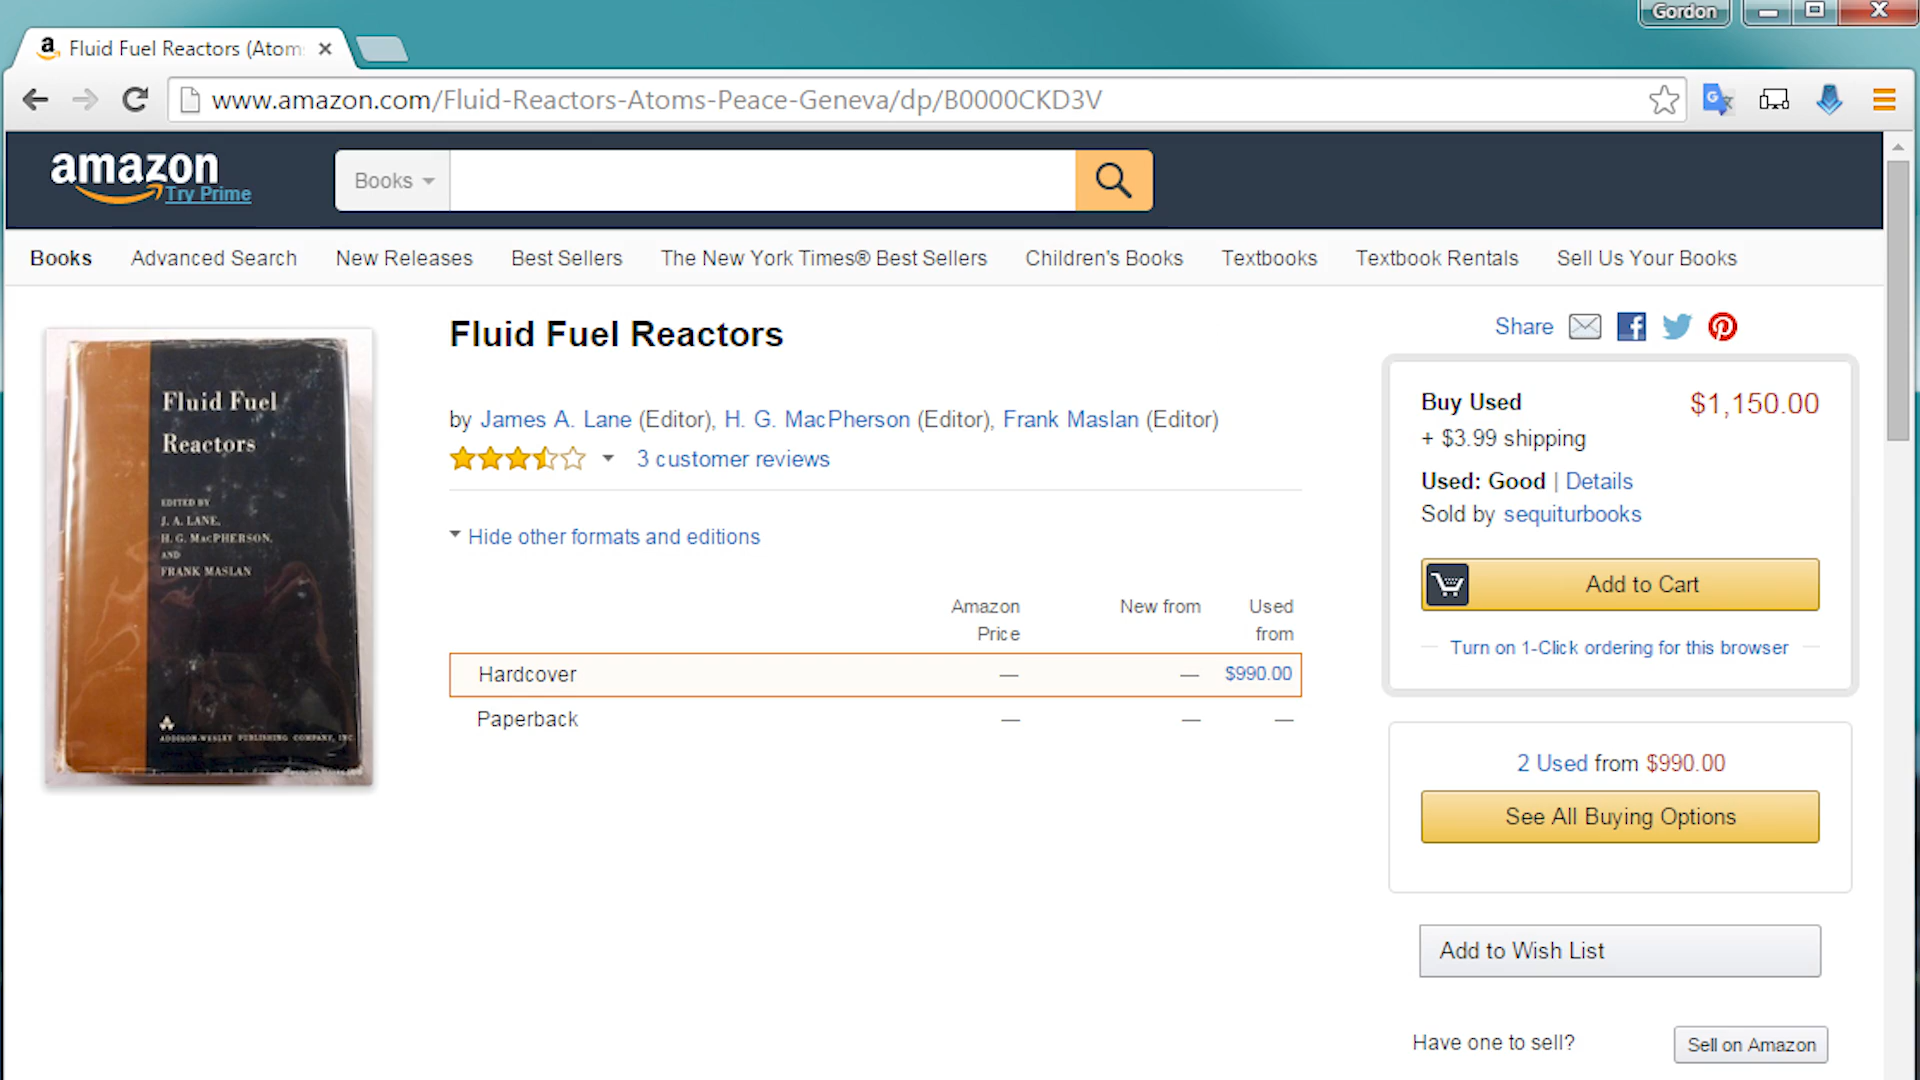 Gordon
Fluid Fuel Reactors (Atom
www.amazon.com/Fluid-Reactors-Atoms-Peace-Geneva/dp/B0000CKD3V
amazon
Try Prime
Books
Books Advanced Search New Releases Best Sellers The New York Times® Best Sellers Children's Books Textbooks Textbook Rentals Sell Us Your Books
Fluid Fuel
Reactors
EDITED BY
J. A. LANE,
H. G. MacPHERSON,
AND
FRANK MASLAN
ADDISON-WESLEY PUBLISHING COMPANY, INC.
Fluid Fuel Reactors
by James A. Lane (Editor), H. G. MacPherson (Editor), Frank Maslan (Editor)
3 customer reviews
Hide other formats and editions
Amazon Price New from Used from
Hardcover — — $990.00
Paperback — — —
Share
Buy Used $1,150.00
+ $3.99 shipping
Used: Good | Details
Sold by sequiturbooks
Add to Cart
Turn on 1-Click ordering for this browser
2 Used from $990.00
See All Buying Options
Add to Wish List
Have one to sell? Sell on Amazon